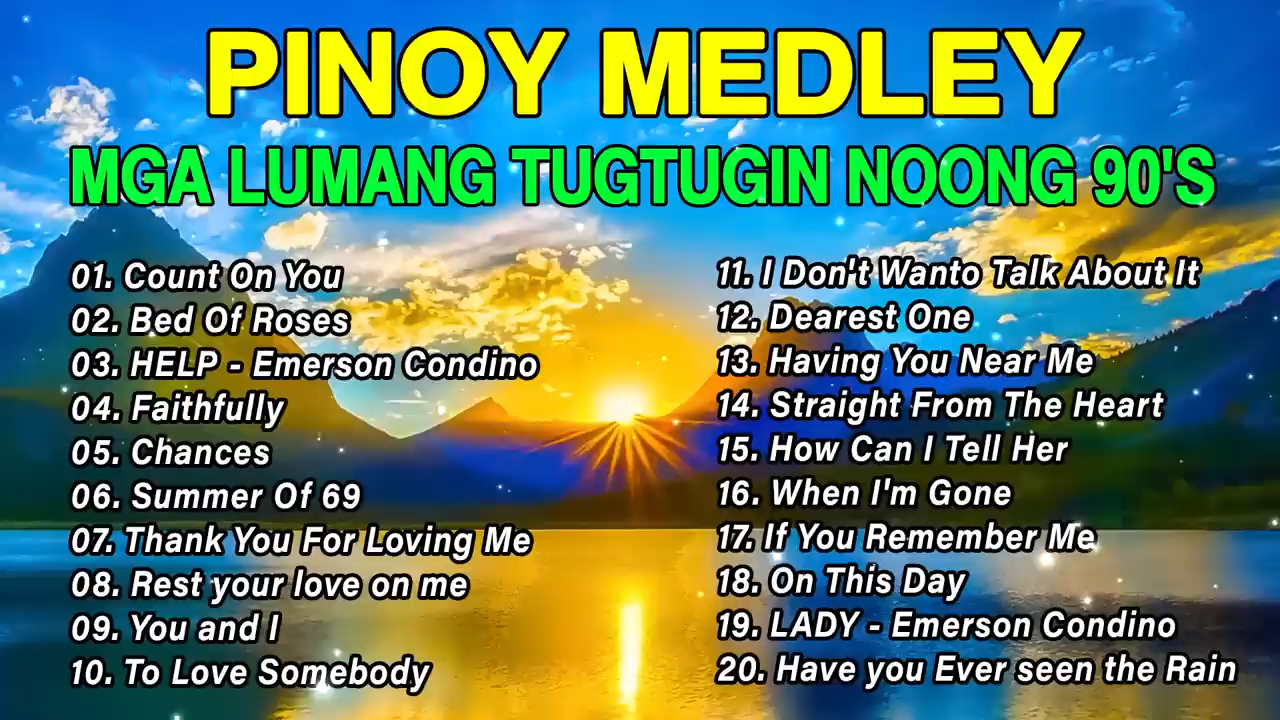 PINOY MEDLEY
MGA LUMANG TUGTUGIN NOONG 90'S
01. Count On You
02. Bed Of Roses
03. HELP - Emerson Condino
04. Faithfully
05. Chances
06. Summer Of 69
07. Thank You For Loving Me
08. Rest your love on me
09. You and I
10. To Love Somebody
11. I Don't Wanto Talk About It
12. Dearest One
13. Having You Near Me
14. Straight From The Heart
15. How Can I Tell Her
16. When I'm Gone
17. If You Remember Me
18. On This Day
19. LADY - Emerson Condino
20. Have you Ever seen the Rain